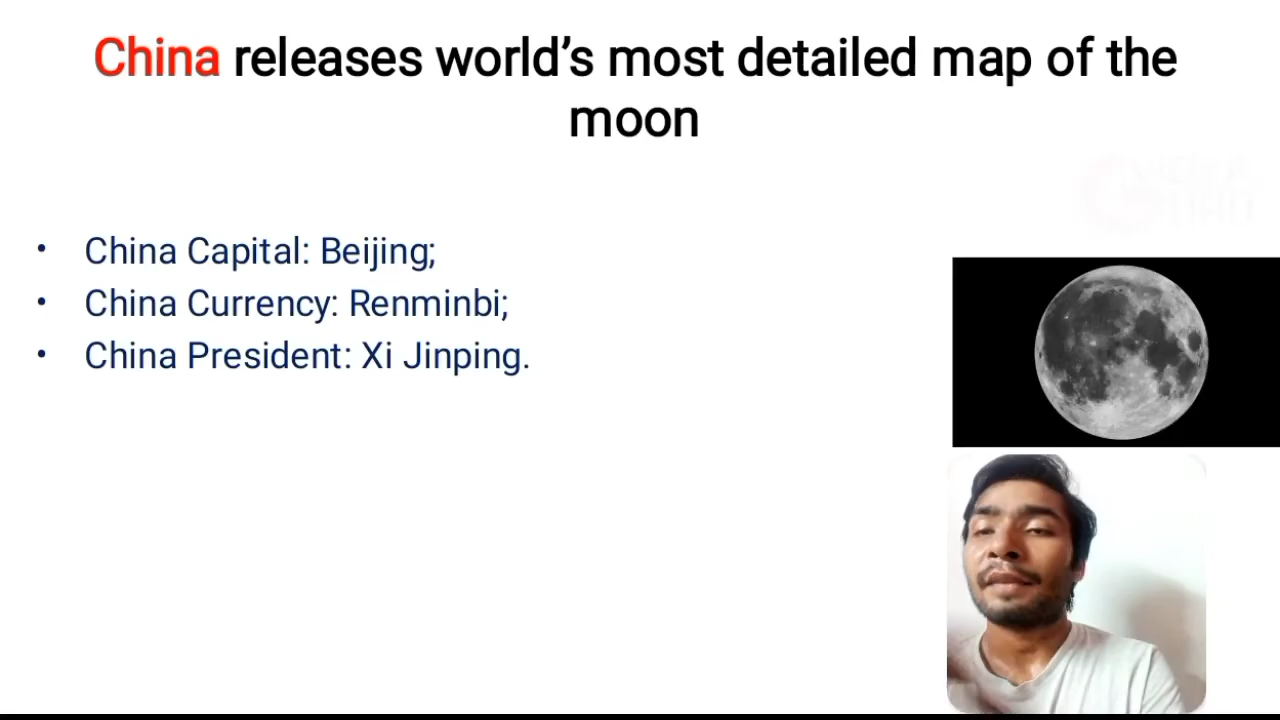 China releases world’s most detailed map of the
moon
• China Capital: Beijing;
• China Currency: Renminbi;
• China President: Xi Jinping.